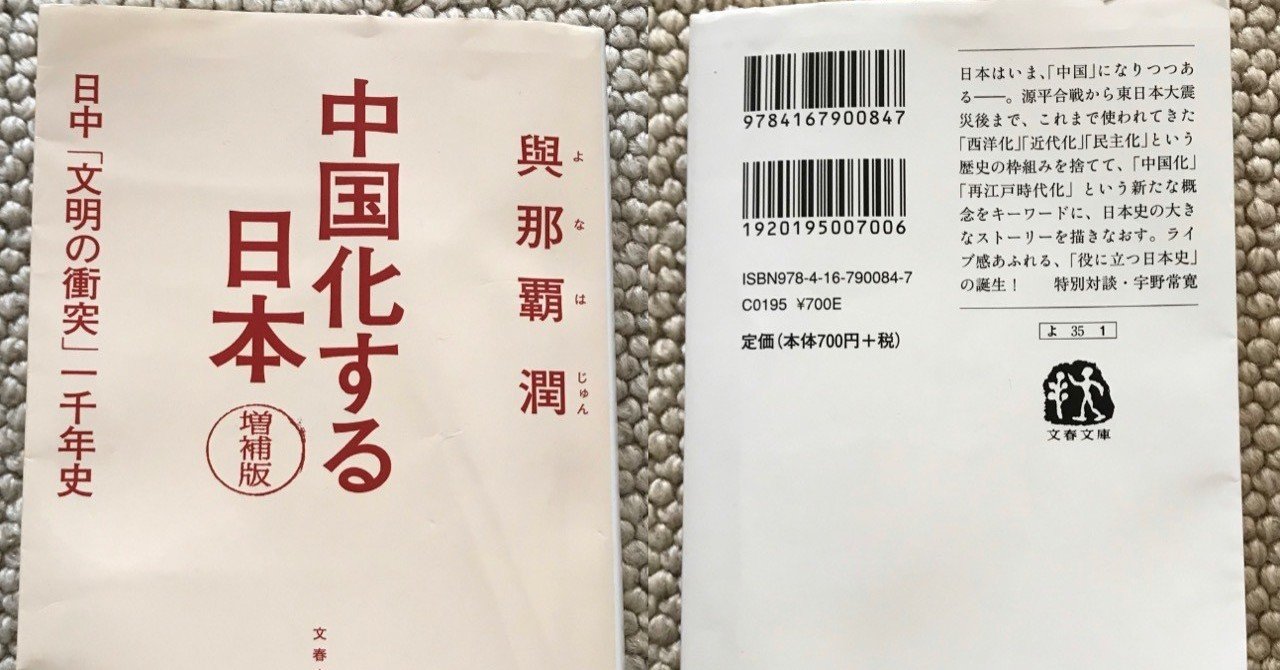 與那覇潤
よなはじゅん
中国化する
日本
増補版
日中「文明の衝突」一千年史
文春
9784167900847
1920195007006
ISBN978-4-16-790084-7
C0195 ¥700E
定価(本体700円+税)
日本はいま、「中国」になりつつあ
る——。源平合戦から東日本大震
災後まで、これまで使われてきた
「西洋化」「近代化」「民主化」という
歴史の枠組みを捨てて、「中国化」
「再江戸時代化」という新たな概
念をキーワードに、日本史の大き
なストーリーを描きなおす。ライ
ブ感あふれる、「役に立つ日本史」
の誕生! 特別対談・宇野常寛
よ 35 1
文春文庫